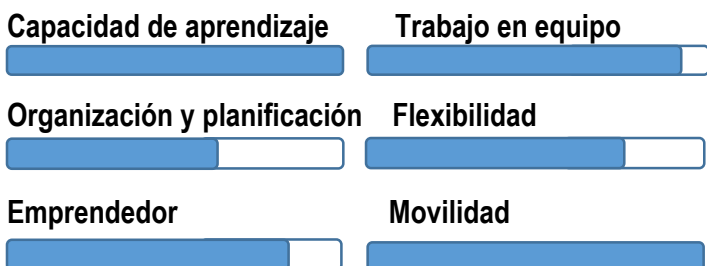 Capacidad de aprendizaje
Trabajo en equipo
Organización y planificación
Flexibilidad
Emprendedor
Movilidad